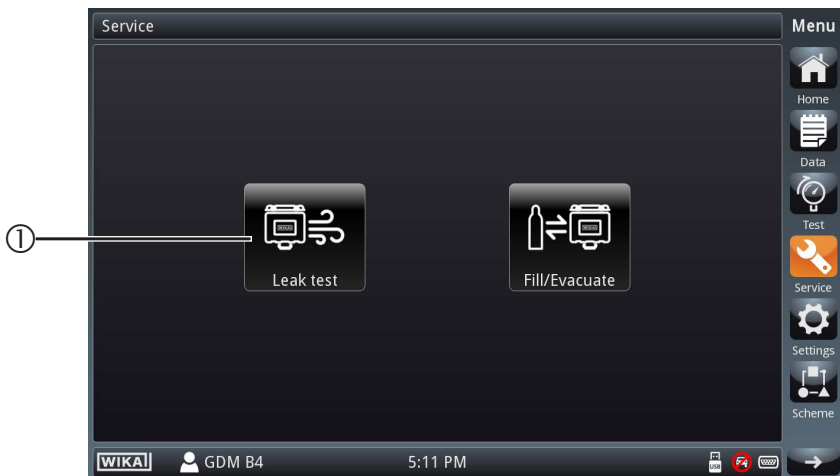 Service
Menu
Home
Data
Test
Service
Settings
Scheme
①
Leak test
Fill/Evacuate
WIKA
GDM B4
5:11 PM
USB